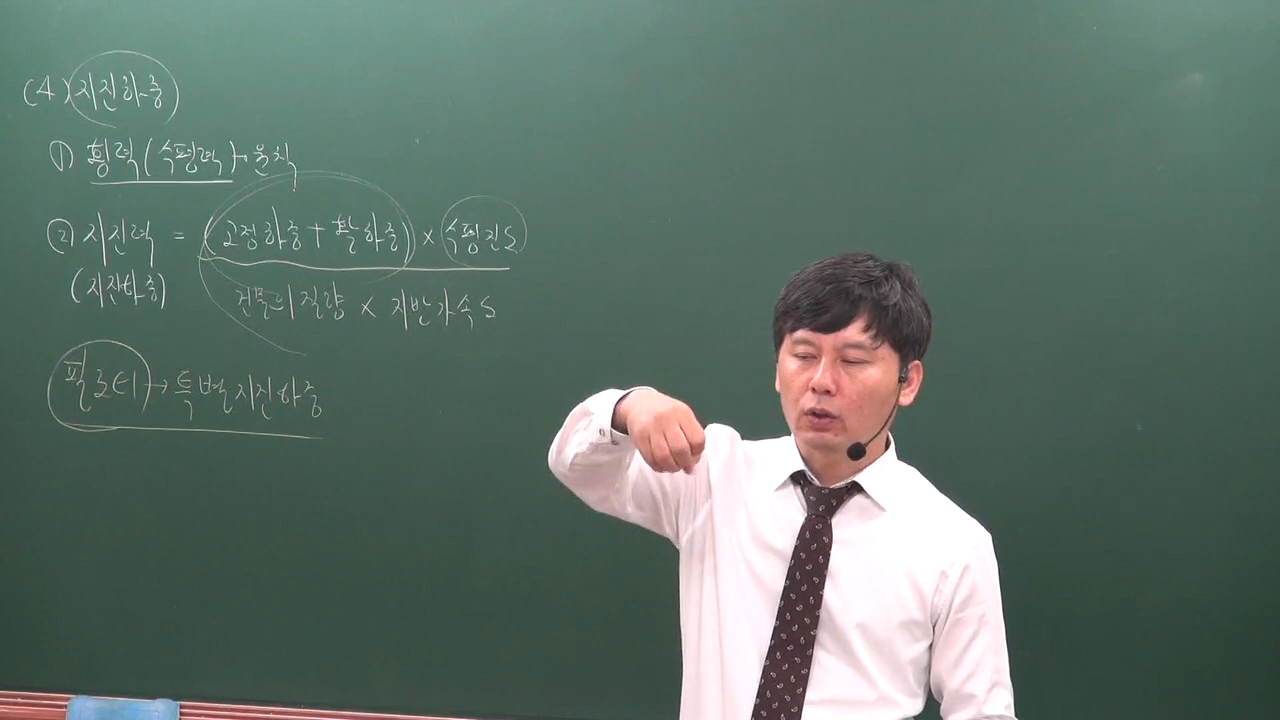 (4) 지진하중
① 횡력(수평력)→원칙
② 지진력 = (고정하중+활하중) × 수평진도
(지진하중)
건물의 질량 × 지반가속도
필로티→특별지진하중